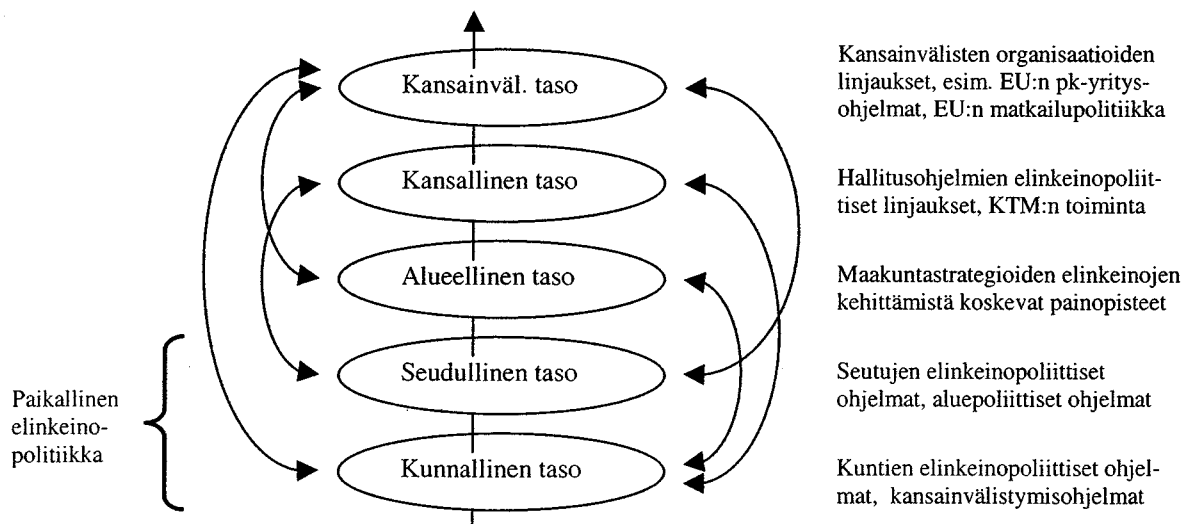 Kansainväl. taso
Kansainvälisten organisaatioiden
linjaukset, esim. EU:n pk-yritys-
ohjelmat, EU:n matkailupolitiikka
Kansallinen taso
Hallitusohjelmien elinkeinopoliit-
tiset linjaukset, KTM:n toiminta
Alueellinen taso
Maakuntastrategioiden elinkeinojen
kehittämistä koskevat painopisteet
Paikallinen
elinkeino-
politiikka
Seudullinen taso
Seutujen elinkeinopoliittiset
ohjelmat, aluepoliittiset ohjelmat
Kunnallinen taso
Kuntien elinkeinopoliittiset ohjel-
mat, kansainvälistymisohjelmat